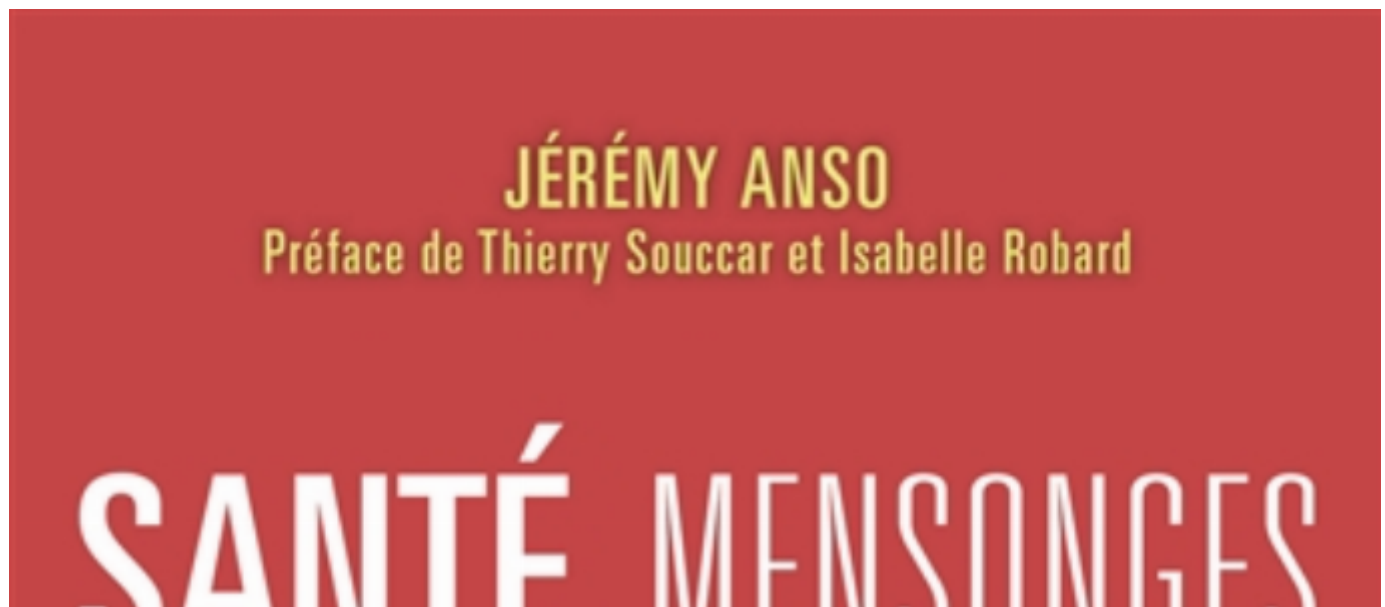 JÉRÉMY ANSO
Préface de Thierry Souccar et Isabelle Robard
SANTÉ MENSONGES